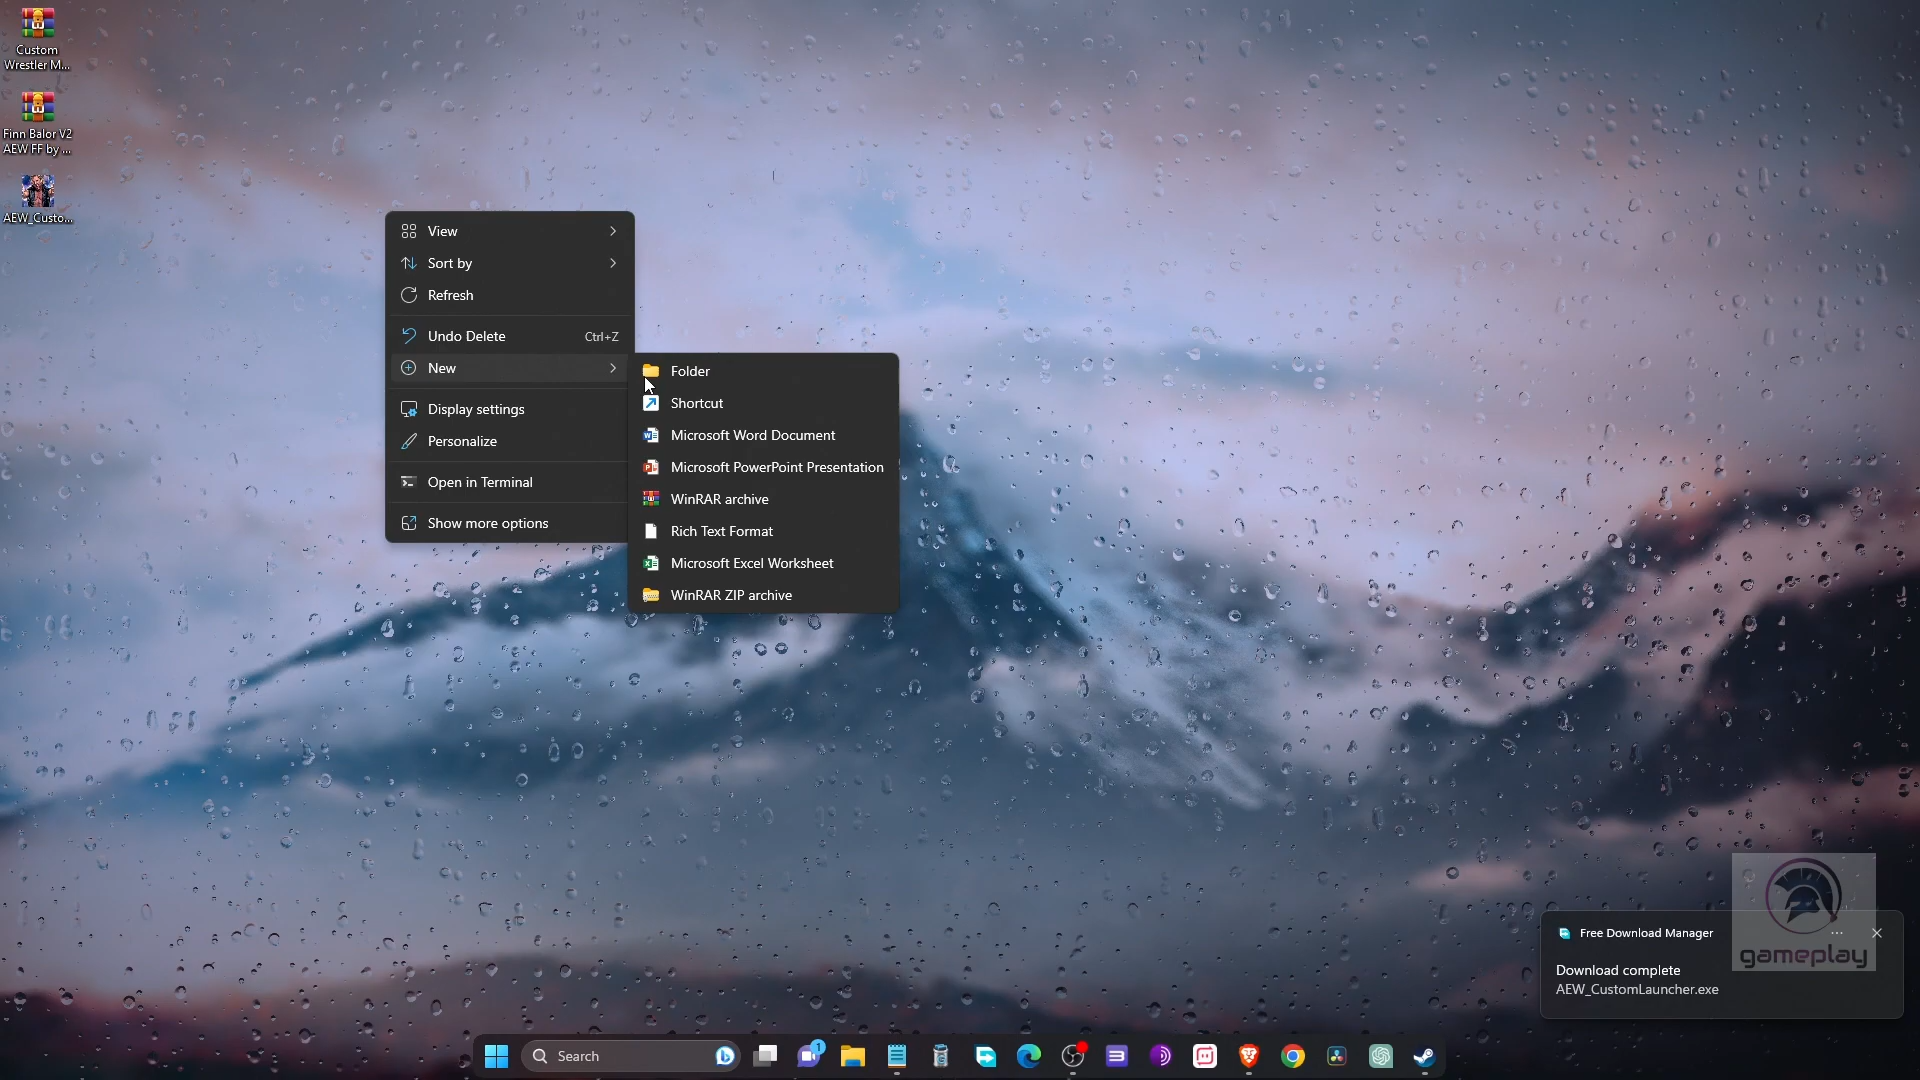 Custom
Wrestler M...
Finn Balor V2
AEW FF by ...
AEW_Custo...
View
Sort by
Refresh
Undo Delete Ctrl+Z
New
Display settings
Personalize
Open in Terminal
Show more options
Folder
Shortcut
Microsoft Word Document
Microsoft PowerPoint Presentation
WinRAR archive
Rich Text Format
Microsoft Excel Worksheet
WinRAR ZIP archive
Free Download Manager
gameplay
Download complete
AEW_CustomLauncher.exe
Search
1